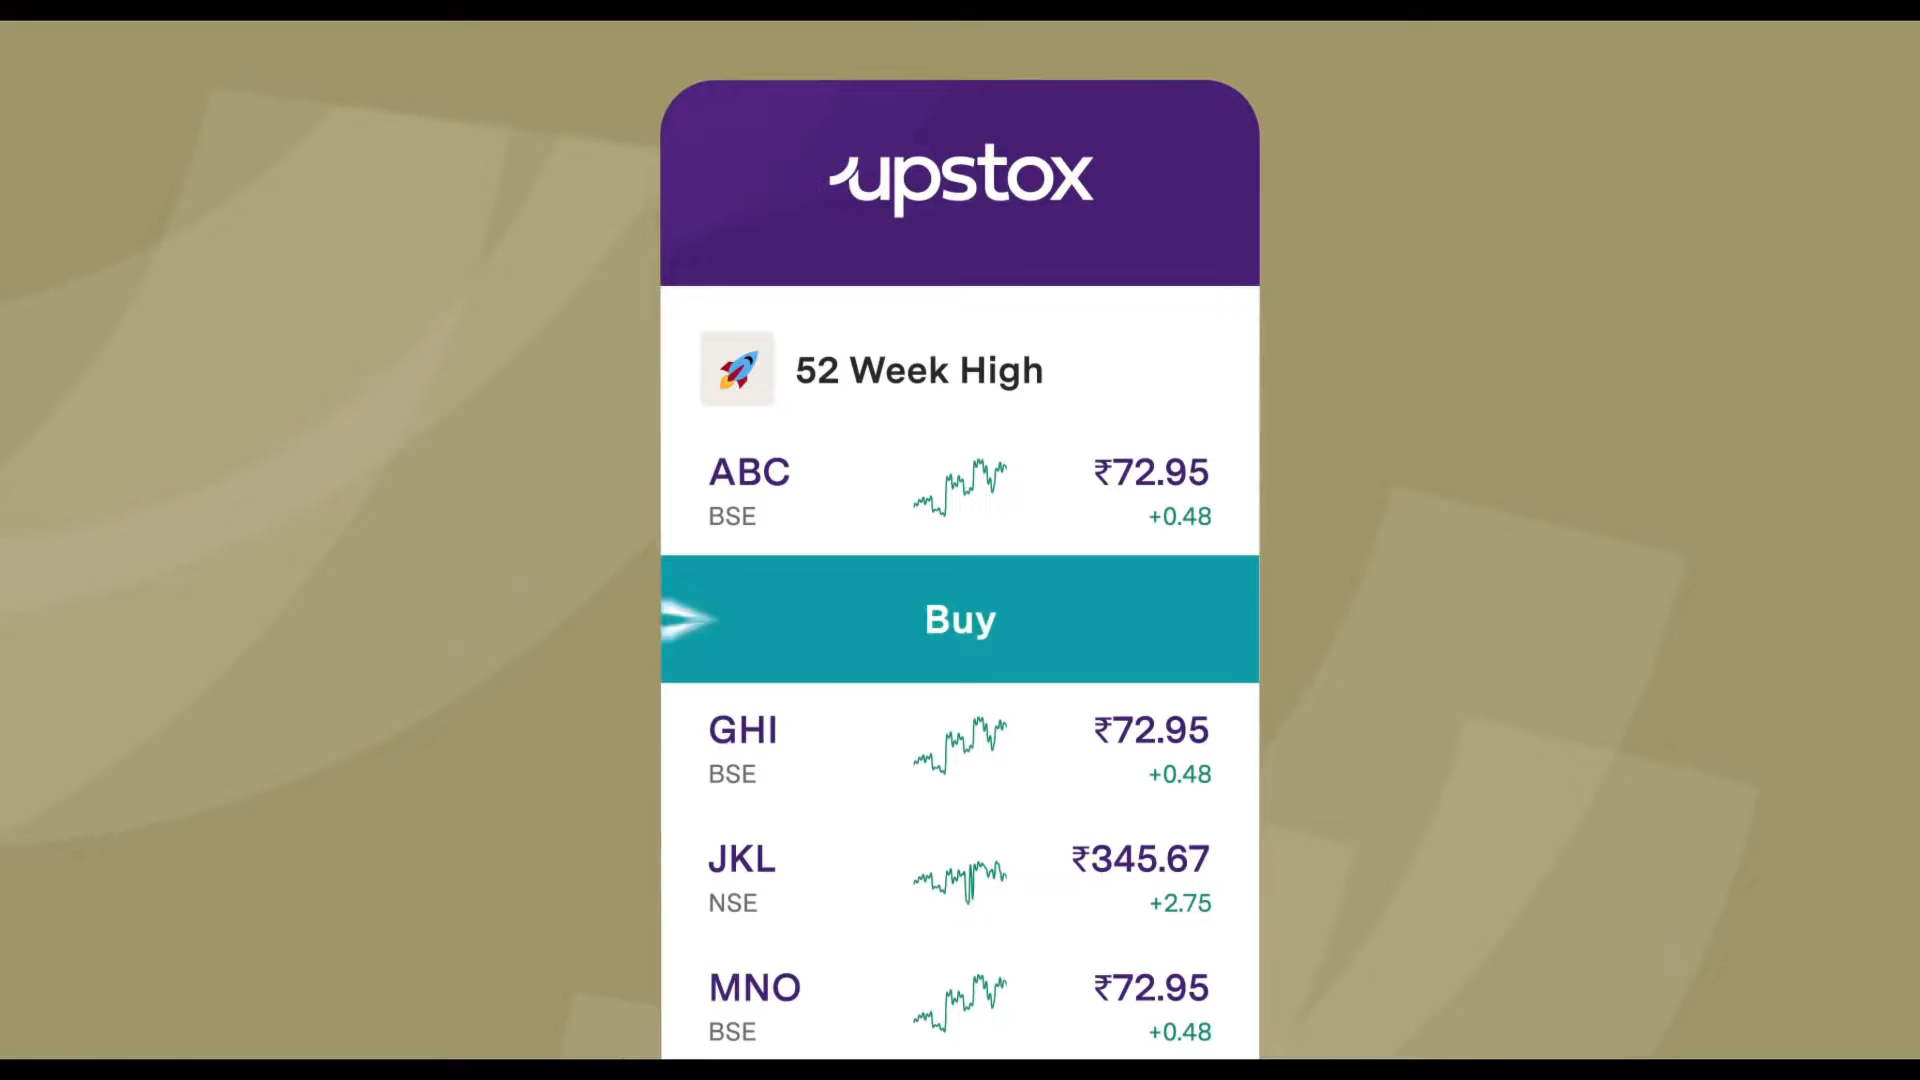 upstox
52 Week High
ABC ₹72.95
BSE +0.48
Buy
GHI ₹72.95
BSE +0.48
JKL ₹345.67
NSE +2.75
MNO ₹72.95
BSE +0.48